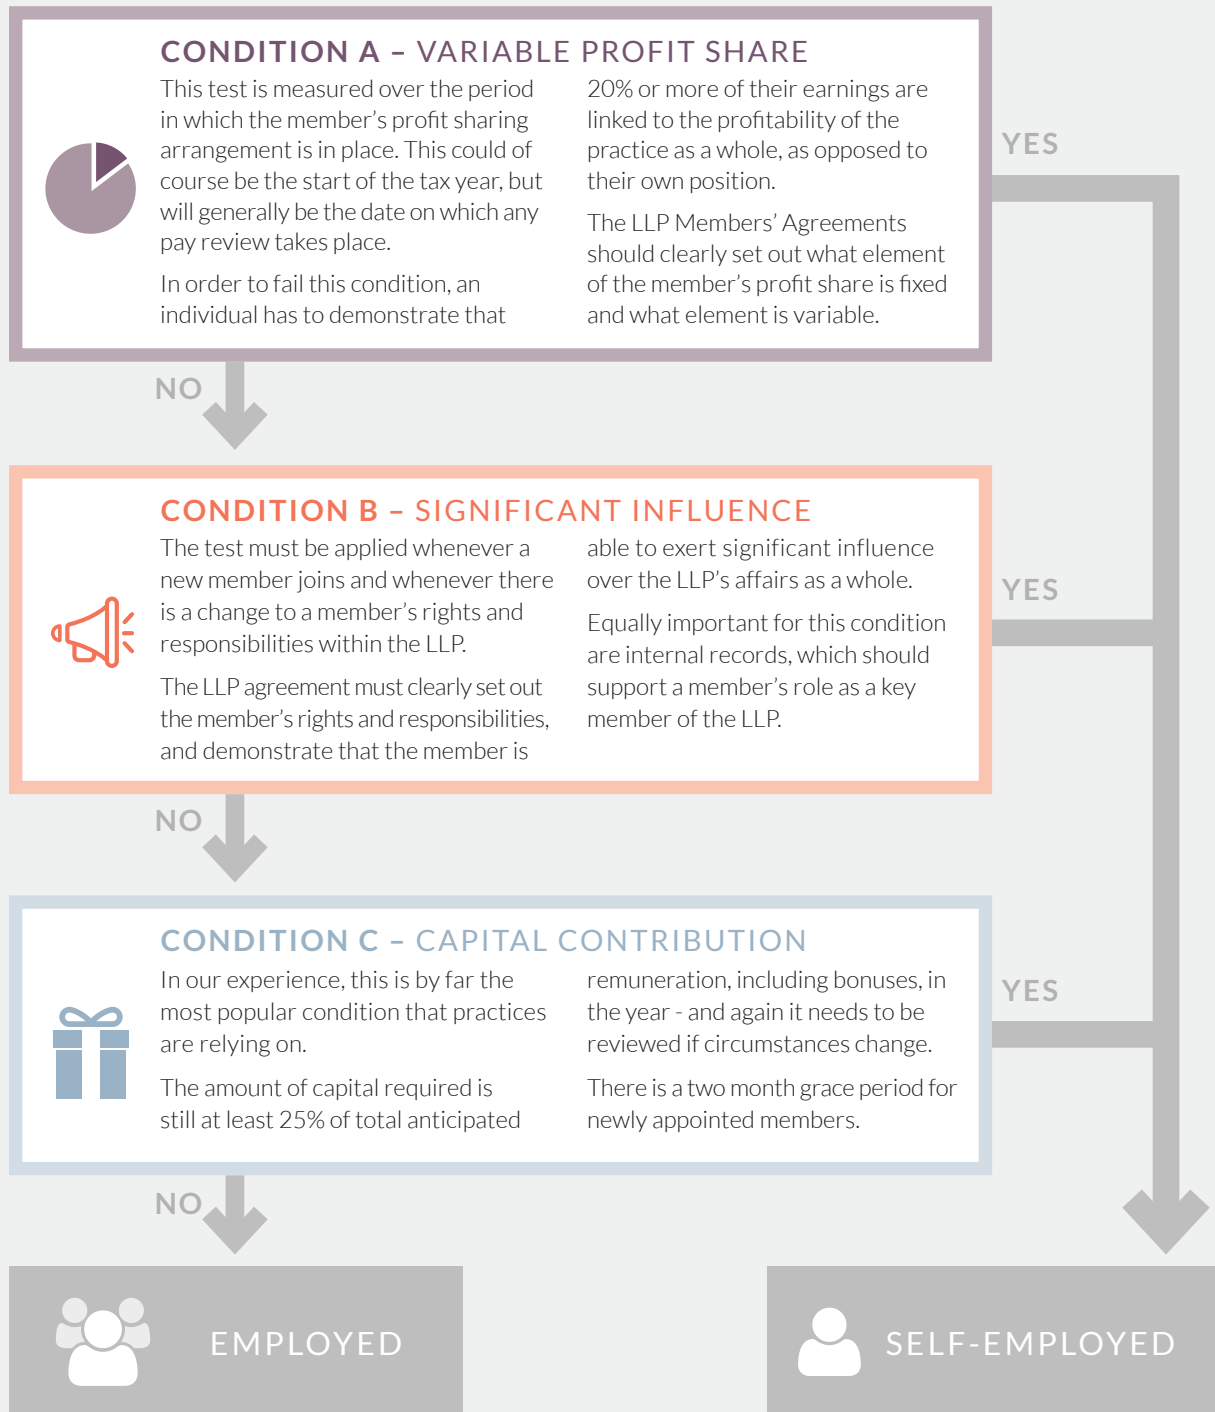 CONDITION A – VARIABLE PROFIT SHARE
This test is measured over the period
in which the member’s profit sharing
arrangement is in place. This could of
course be the start of the tax year, but
will generally be the date on which any
pay review takes place.
In order to fail this condition, an
individual has to demonstrate that
20% or more of their earnings are
linked to the profitability of the
practice as a whole, as opposed to
their own position.
The LLP Members’ Agreements
should clearly set out what element
of the member’s profit share is fixed
and what element is variable.
YES
NO
CONDITION B – SIGNIFICANT INFLUENCE
The test must be applied whenever a
new member joins and whenever there
is a change to a member’s rights and
responsibilities within the LLP.
The LLP agreement must clearly set out
the member’s rights and responsibilities,
and demonstrate that the member is
able to exert significant influence
over the LLP’s affairs as a whole.
Equally important for this condition
are internal records, which should
support a member’s role as a key
member of the LLP.
YES
NO
CONDITION C – CAPITAL CONTRIBUTION
In our experience, this is by far the
most popular condition that practices
are relying on.
The amount of capital required is
still at least 25% of total anticipated
remuneration, including bonuses, in
the year - and again it needs to be
reviewed if circumstances change.
There is a two month grace period for
newly appointed members.
YES
NO
EMPLOYED
SELF-EMPLOYED